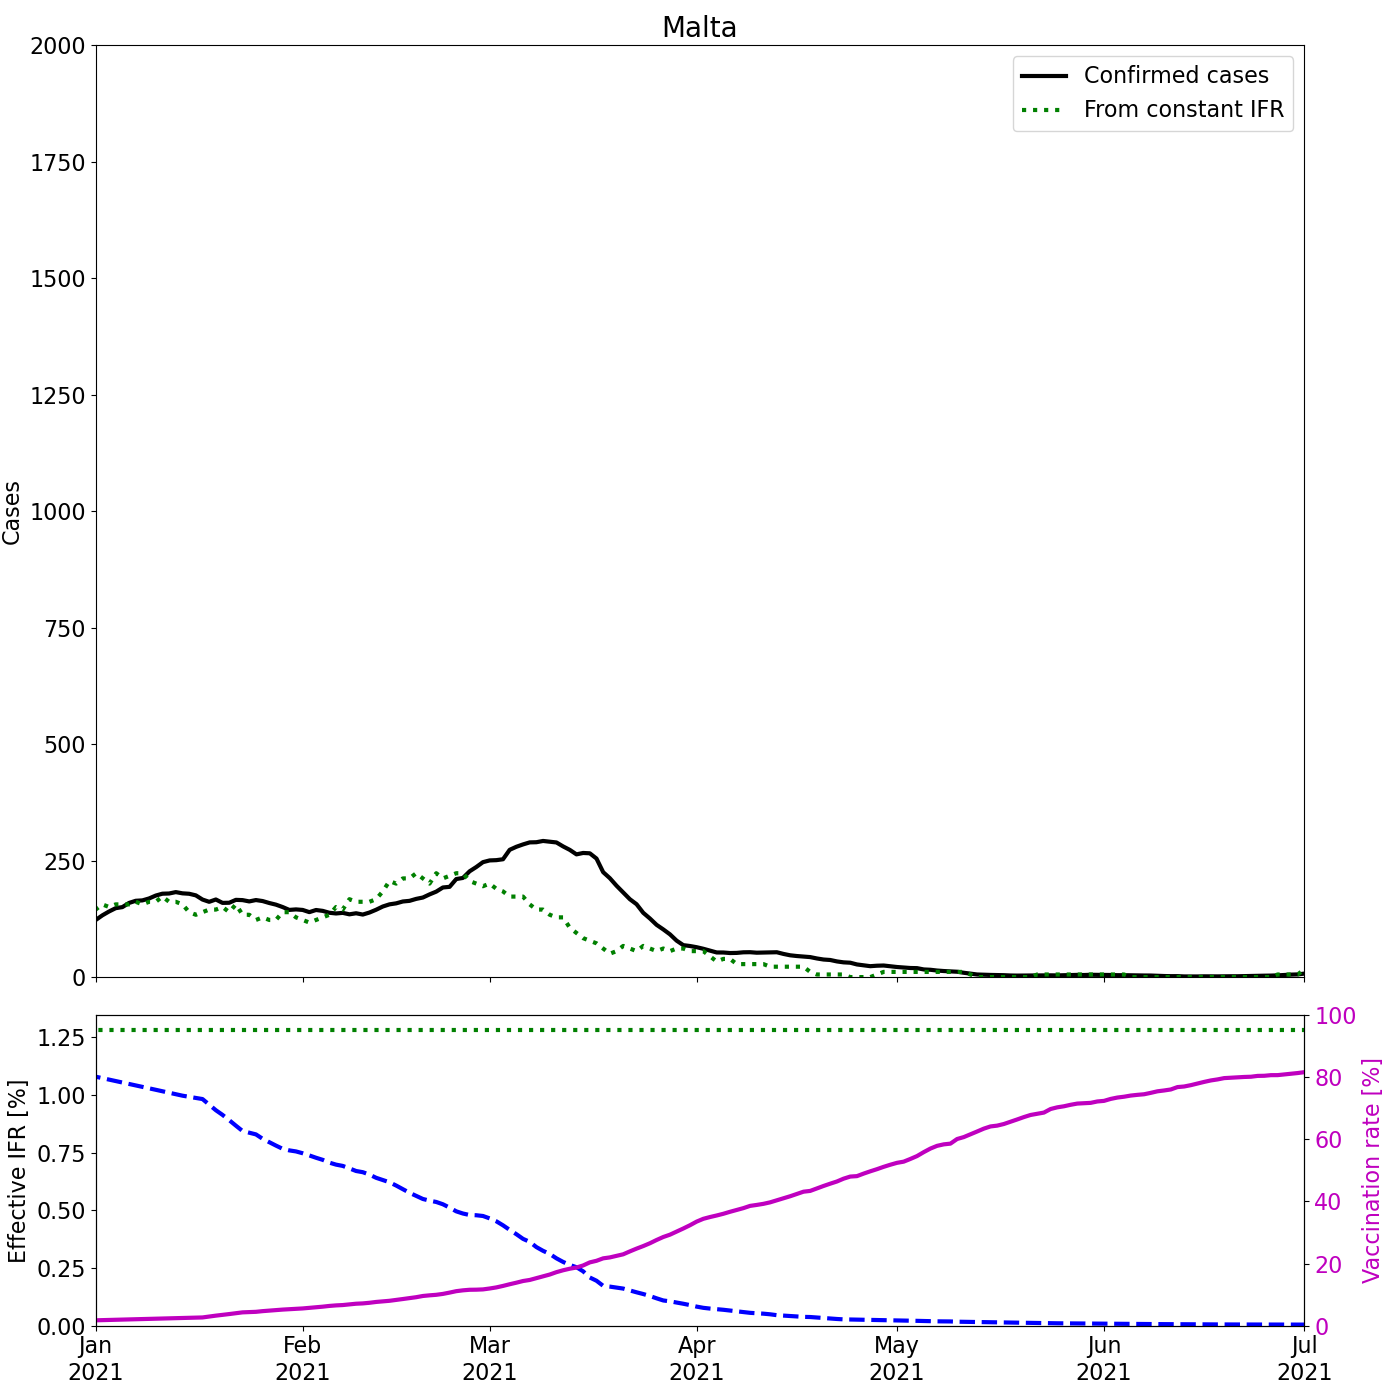 Malta
2000
1750
1500
1250
1000
750
500
250
0
Cases
Confirmed cases
From constant IFR
1.25
1.00
0.75
0.50
0.25
0.00
Effective IFR [%]
100
80
60
40
20
0
Vaccination rate [%]
Jan Feb Mar Apr May Jun Jul
2021 2021 2021 2021 2021 2021 2021